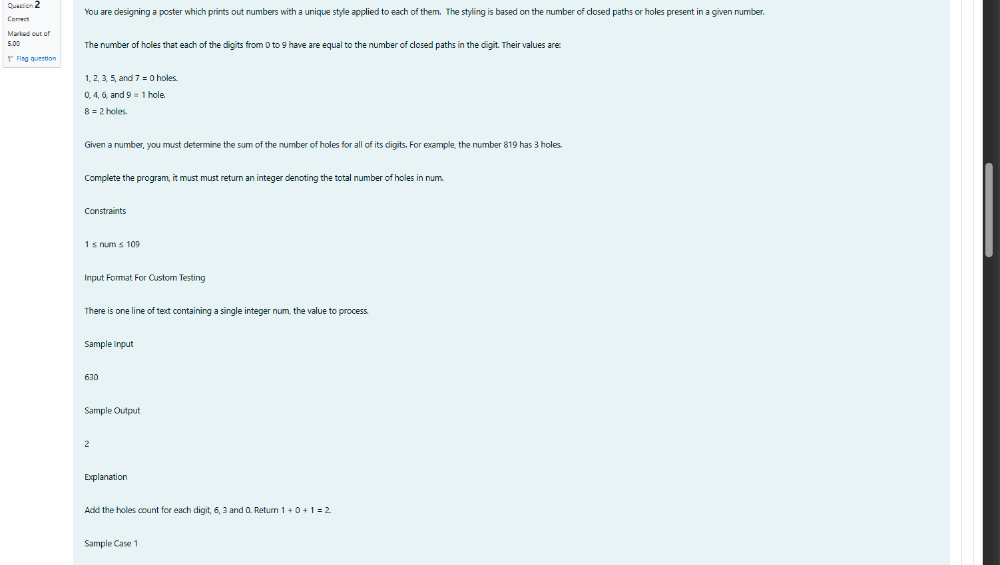 Question 2
Correct
Marked out of
5.00
Flag question
You are designing a poster which prints out numbers with a unique style applied to each of them. The styling is based on the number of closed paths or holes present in a given number.
The number of holes that each of the digits from 0 to 9 have are equal to the number of closed paths in the digit. Their values are:
1, 2, 3, 5, and 7 = 0 holes.
0, 4, 6, and 9 = 1 hole.
8 = 2 holes.
Given a number, you must determine the sum of the number of holes for all of its digits. For example, the number 819 has 3 holes.
Complete the program, it must must return an integer denoting the total number of holes in num.
Constraints
1 ≤ num ≤ 109
Input Format For Custom Testing
There is one line of text containing a single integer num, the value to process.
Sample Input
630
Sample Output
2
Explanation
Add the holes count for each digit, 6, 3 and 0. Return 1 + 0 + 1 = 2.
Sample Case 1